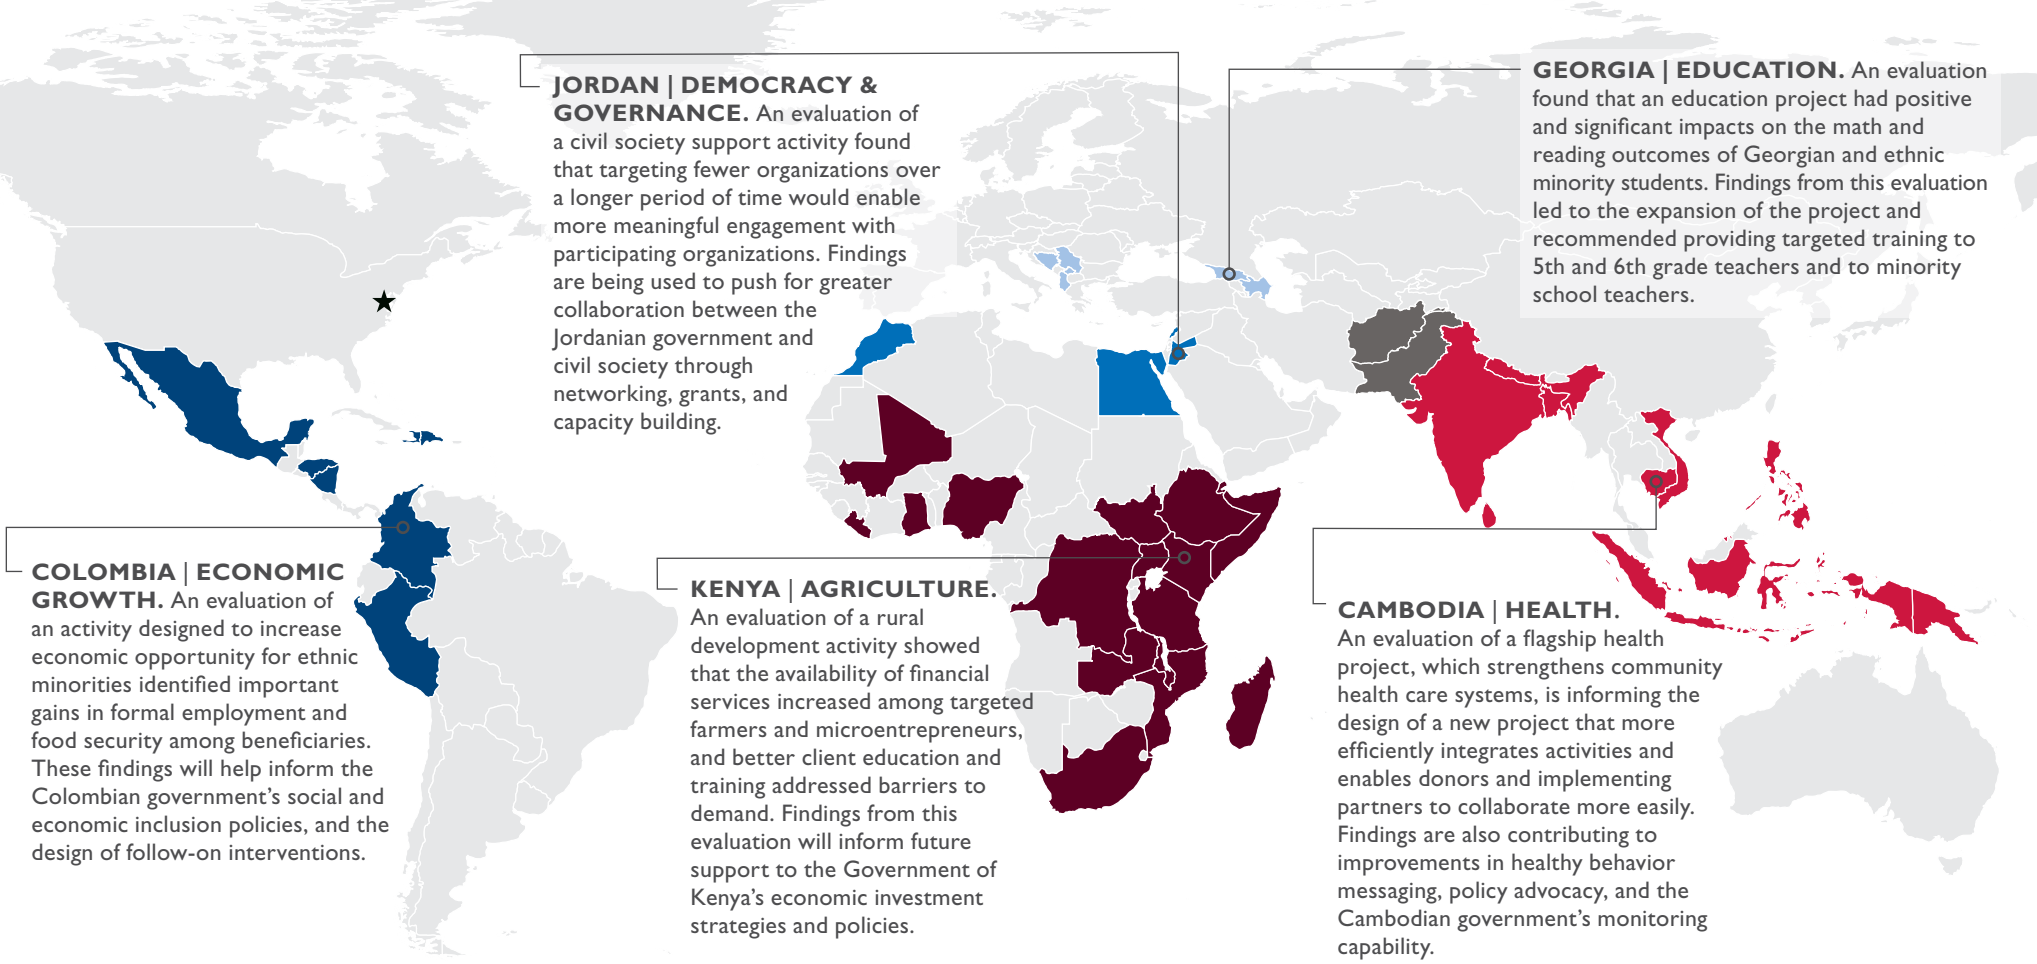 JORDAN | DEMOCRACY &
GOVERNANCE. An evaluation of
a civil society support activity found
that targeting fewer organizations over
a longer period of time would enable
more meaningful engagement with
participating organizations. Findings
are being used to push for greater
collaboration between the
Jordanian government and
civil society through
networking, grants, and
capacity building.
GEORGIA | EDUCATION. An evaluation
found that an education project had positive
and significant impacts on the math and
reading outcomes of Georgian and ethnic
minority students. Findings from this evaluation
led to the expansion of the project and
recommended providing targeted training to
5th and 6th grade teachers and to minority
school teachers.
COLOMBIA | ECONOMIC
GROWTH. An evaluation of
an activity designed to increase
economic opportunity for ethnic
minorities identified important
gains in formal employment and
food security among beneficiaries.
These findings will help inform the
Colombian government's social and
economic inclusion policies, and the
design of follow-on interventions.
KENYA | AGRICULTURE.
An evaluation of a rural
development activity showed
that the availability of financial
services increased among targeted
farmers and microentrepreneurs,
and better client education and
training addressed barriers to
demand. Findings from this
evaluation will inform future
support to the Government of
Kenya's economic investment
strategies and policies.
CAMBODIA | HEALTH.
An evaluation of a flagship health
project, which strengthens community
health care systems, is informing the
design of a new project that more
efficiently integrates activities and
enables donors and implementing
partners to collaborate more easily.
Findings are also contributing to
improvements in healthy behavior
messaging, policy advocacy, and the
Cambodian government's monitoring
capability.